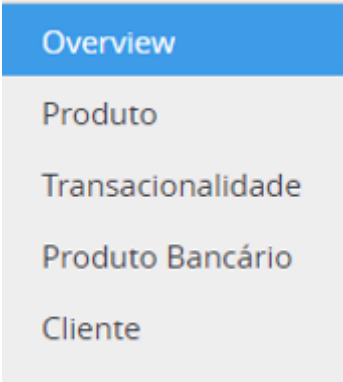 Overview
Produto
Transacionalidade
Produto Bancário
Cliente